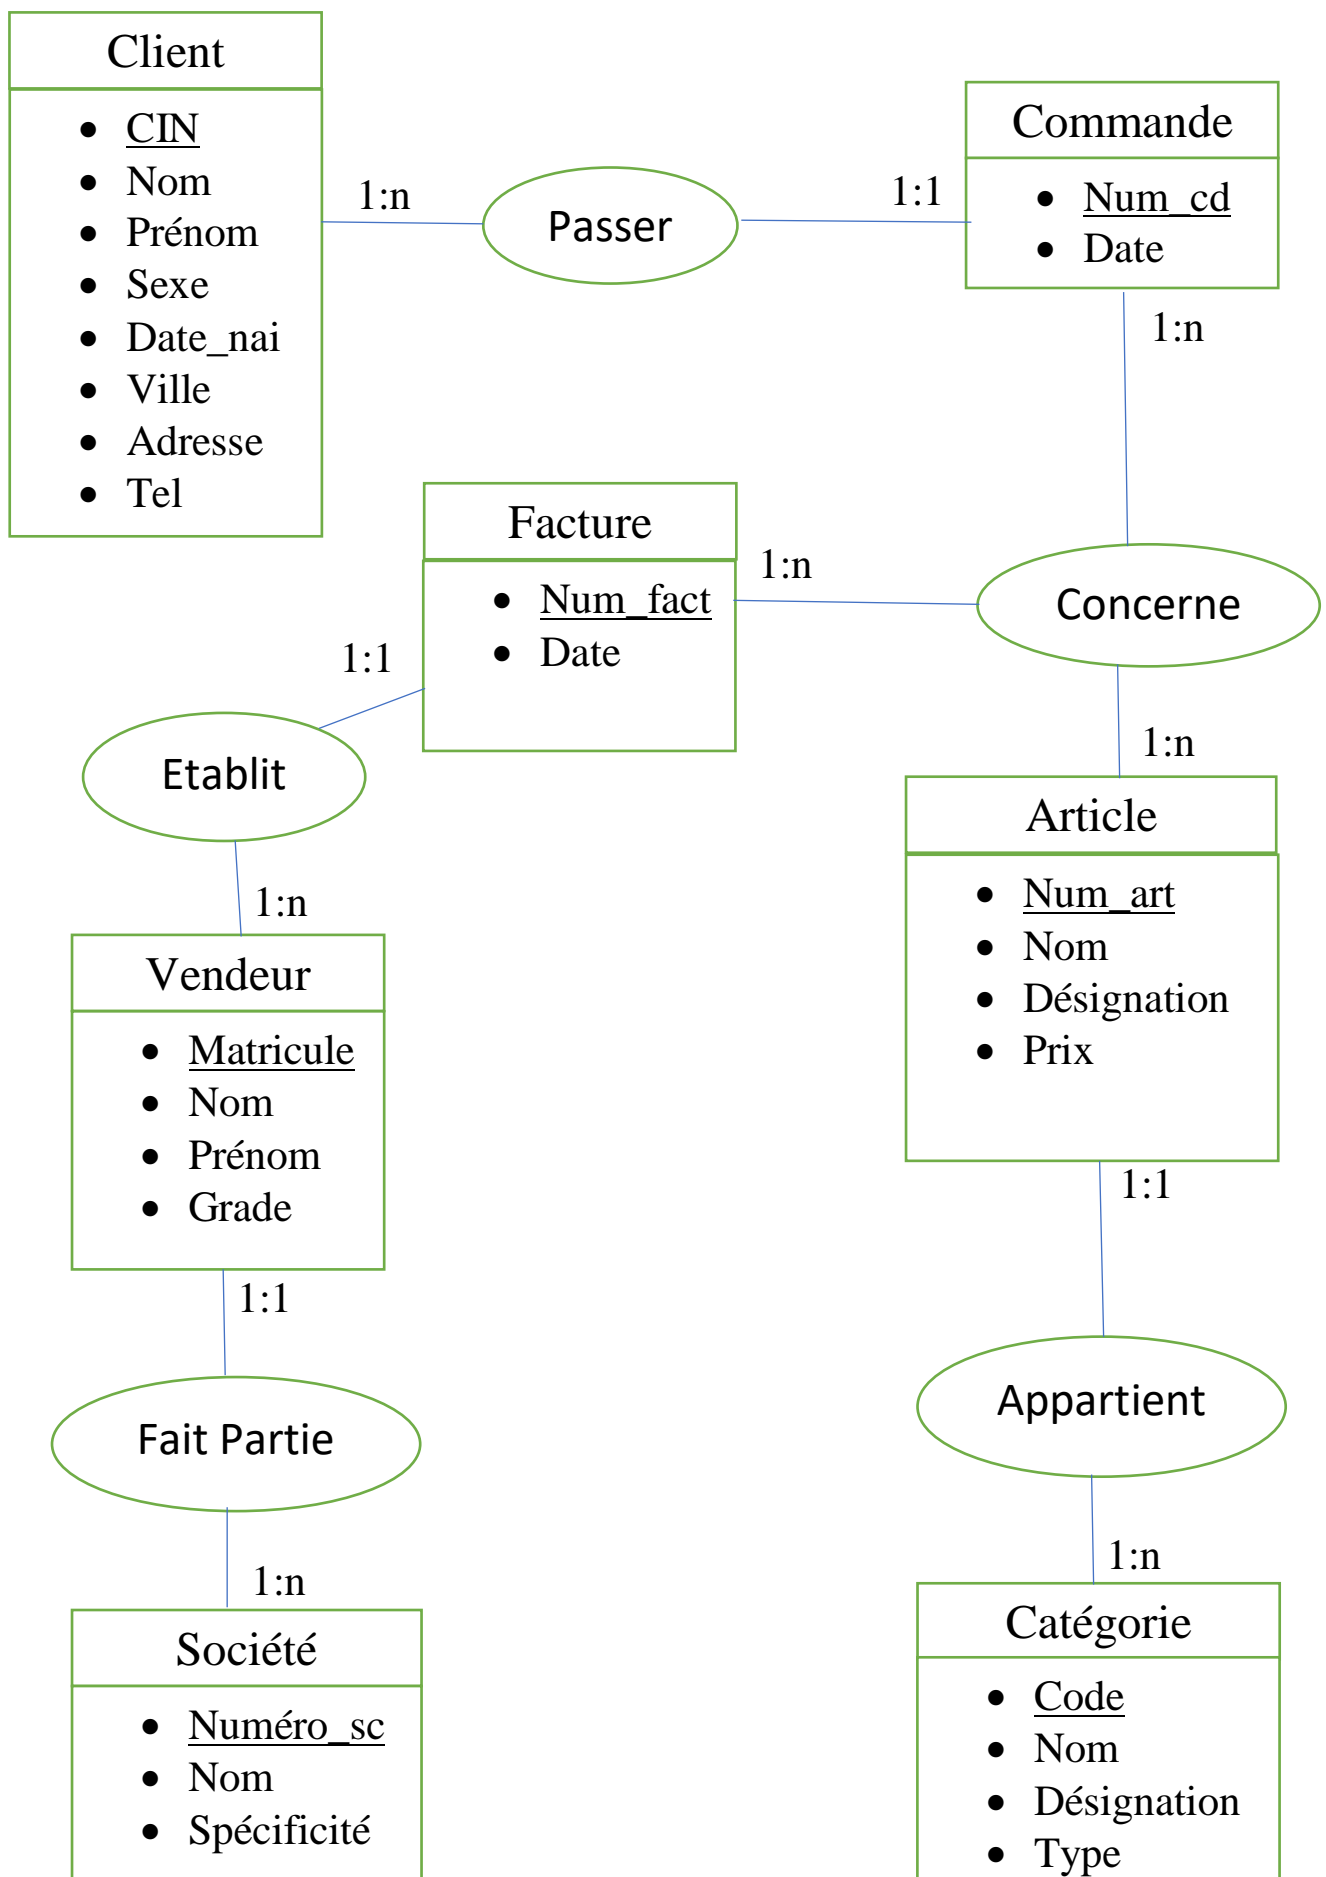 Client
• CIN
• Nom
• Prénom
• Sexe
• Date_nai
• Ville
• Adresse
• Tel
1:n
Passer
1:1
Commande
• Num_cd
• Date
1:n
Facture
• Num_fact
• Date
1:n
Concerne
1:1
Etablit
1:n
1:n
Article
• Num_art
• Nom
• Désignation
• Prix
Vendeur
• Matricule
• Nom
• Prénom
• Grade
1:1
1:1
Fait Partie
Appartient
1:n
1:n
Société
• Numéro_sc
• Nom
• Spécificité
Catégorie
• Code
• Nom
• Désignation
• Type